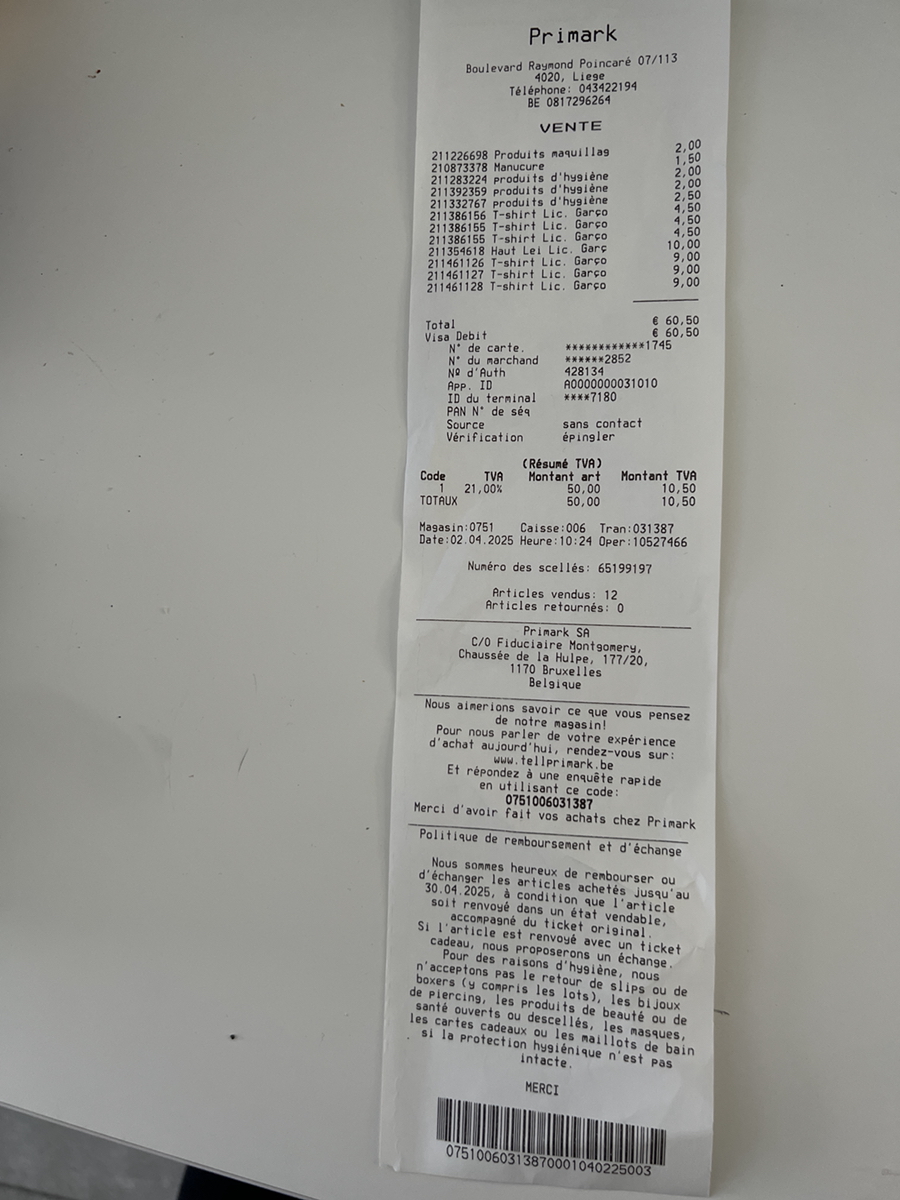 Primark
Boulevard Raymond Poincaré 07/113
4020, Liege
Téléphone: 043422194
BE 0817296264
VENTE
211226698 Produits maquillag 2,00
210873378 Manucure 1,50
211283224 produits d'hygiène 2,00
211392359 produits d'hygiène 2,00
211332767 produits d'hygiène 2,50
211386156 T-shirt Lic. Garço 4,50
211386155 T-shirt Lic. Garço 4,50
211386155 T-shirt Lic. Garço 4,50
211354618 Haut Lei Lic. Garç 10,00
211461126 T-shirt Lic. Garço 9,00
211461127 T-shirt Lic. Garço 9,00
211461128 T-shirt Lic. Garço 9,00
Total € 60,50
Visa Debit € 60,50
N° de carte. ************1745
N° du marchand ******2852
Nº d'Auth 428134
App. ID A0000000031010
ID du terminal ****7180
PAN N° de séq
Source sans contact
Vérification épingler
(Résumé TVA)
Code TVA Montant art Montant TVA
1 21,00% 50,00 10,50
TOTAUX 50,00 10,50
Magasin:0751 Caisse:006 Tran:031387
Date:02.04.2025 Heure:10:24 Oper:10527466
Numéro des scellés: 65199197
Articles vendus: 12
Articles retournés: 0
Primark SA
C/O Fiduciaire Montgomery,
Chaussée de la Hulpe, 177/20,
1170 Bruxelles
Belgique
Nous aimerions savoir ce que vous pensez
de notre magasin!
Pour nous parler de votre expérience
d'achat aujourd'hui, rendez-vous sur:
www.tellprimark.be
Et répondez à une enquête rapide
en utilisant ce code:
0751006031387
Merci d'avoir fait vos achats chez Primark
Politique de remboursement et d'échange
Nous sommes heureux de rembourser ou
d'échanger les articles achetés jusqu'au
30.04.2025, à condition que l'article
soit renvoyé dans un état vendable,
accompagné du ticket original.
Si l'article est renvoyé avec un ticket
cadeau, nous proposerons un échange.
Pour des raisons d'hygiène, nous
n'acceptons pas le retour de slips ou de
boxers (y compris les lots), les bijoux
de piercing, les produits de beauté ou de
santé ouverts ou descellés, les masques,
les cartes cadeaux ou les maillots de bain
si la protection hygiénique n'est pas
intacte.
MERCI
07510060313870001040225003